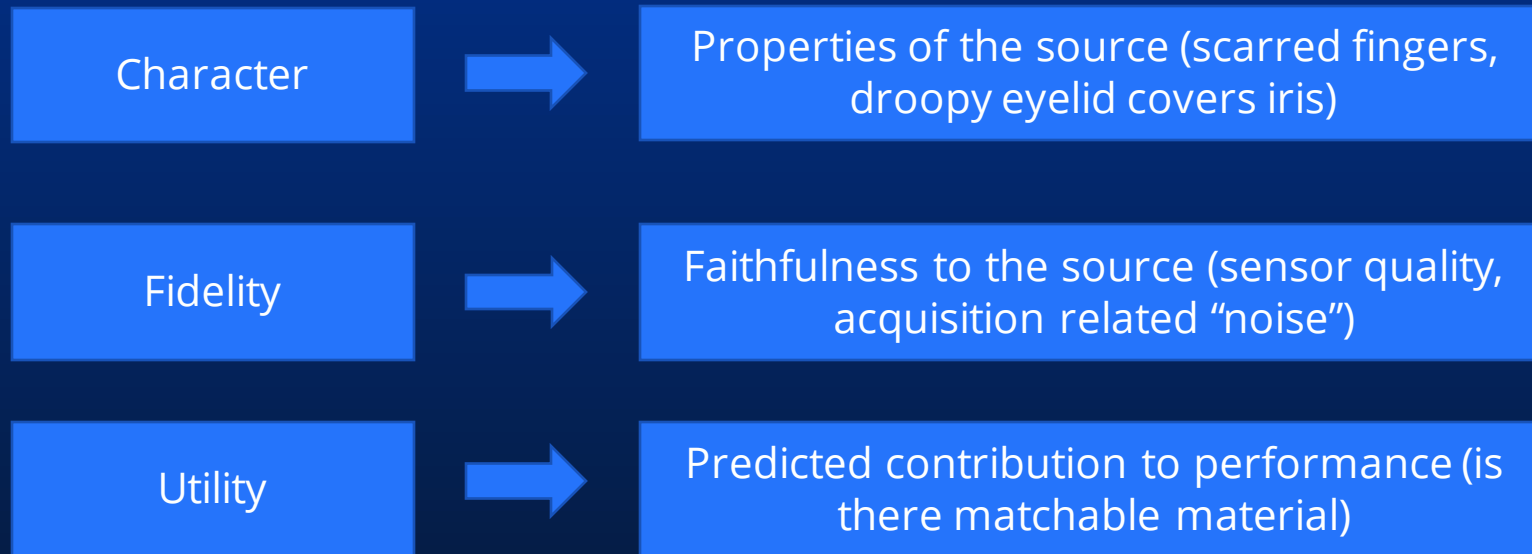 Character
Properties of the source (scarred fingers,
droopy eyelid covers iris)
Fidelity
Faithfulness to the source (sensor quality,
acquisition related “noise”)
Utility
Predicted contribution to performance (is
there matchable material)